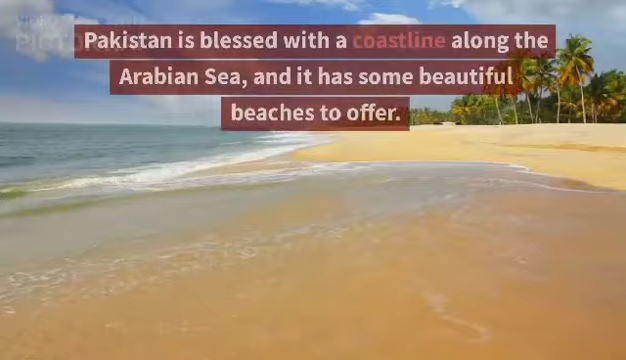 Pakistan is blessed with a coastline along the
Arabian Sea, and it has some beautiful
beaches to offer.